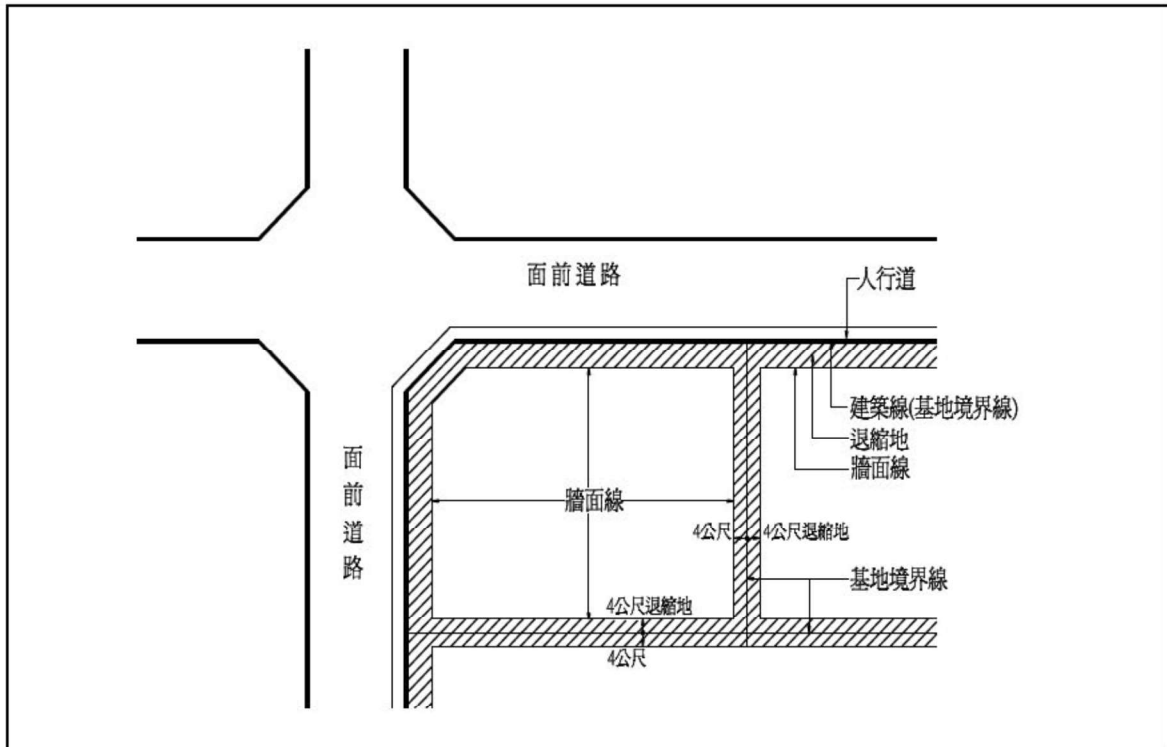 面前道路
人行道
建築線(基地境界線)
退縮地
牆面線
面前道路
牆面線
4公尺
4公尺退縮地
基地境界線
4公尺退縮地
4公尺